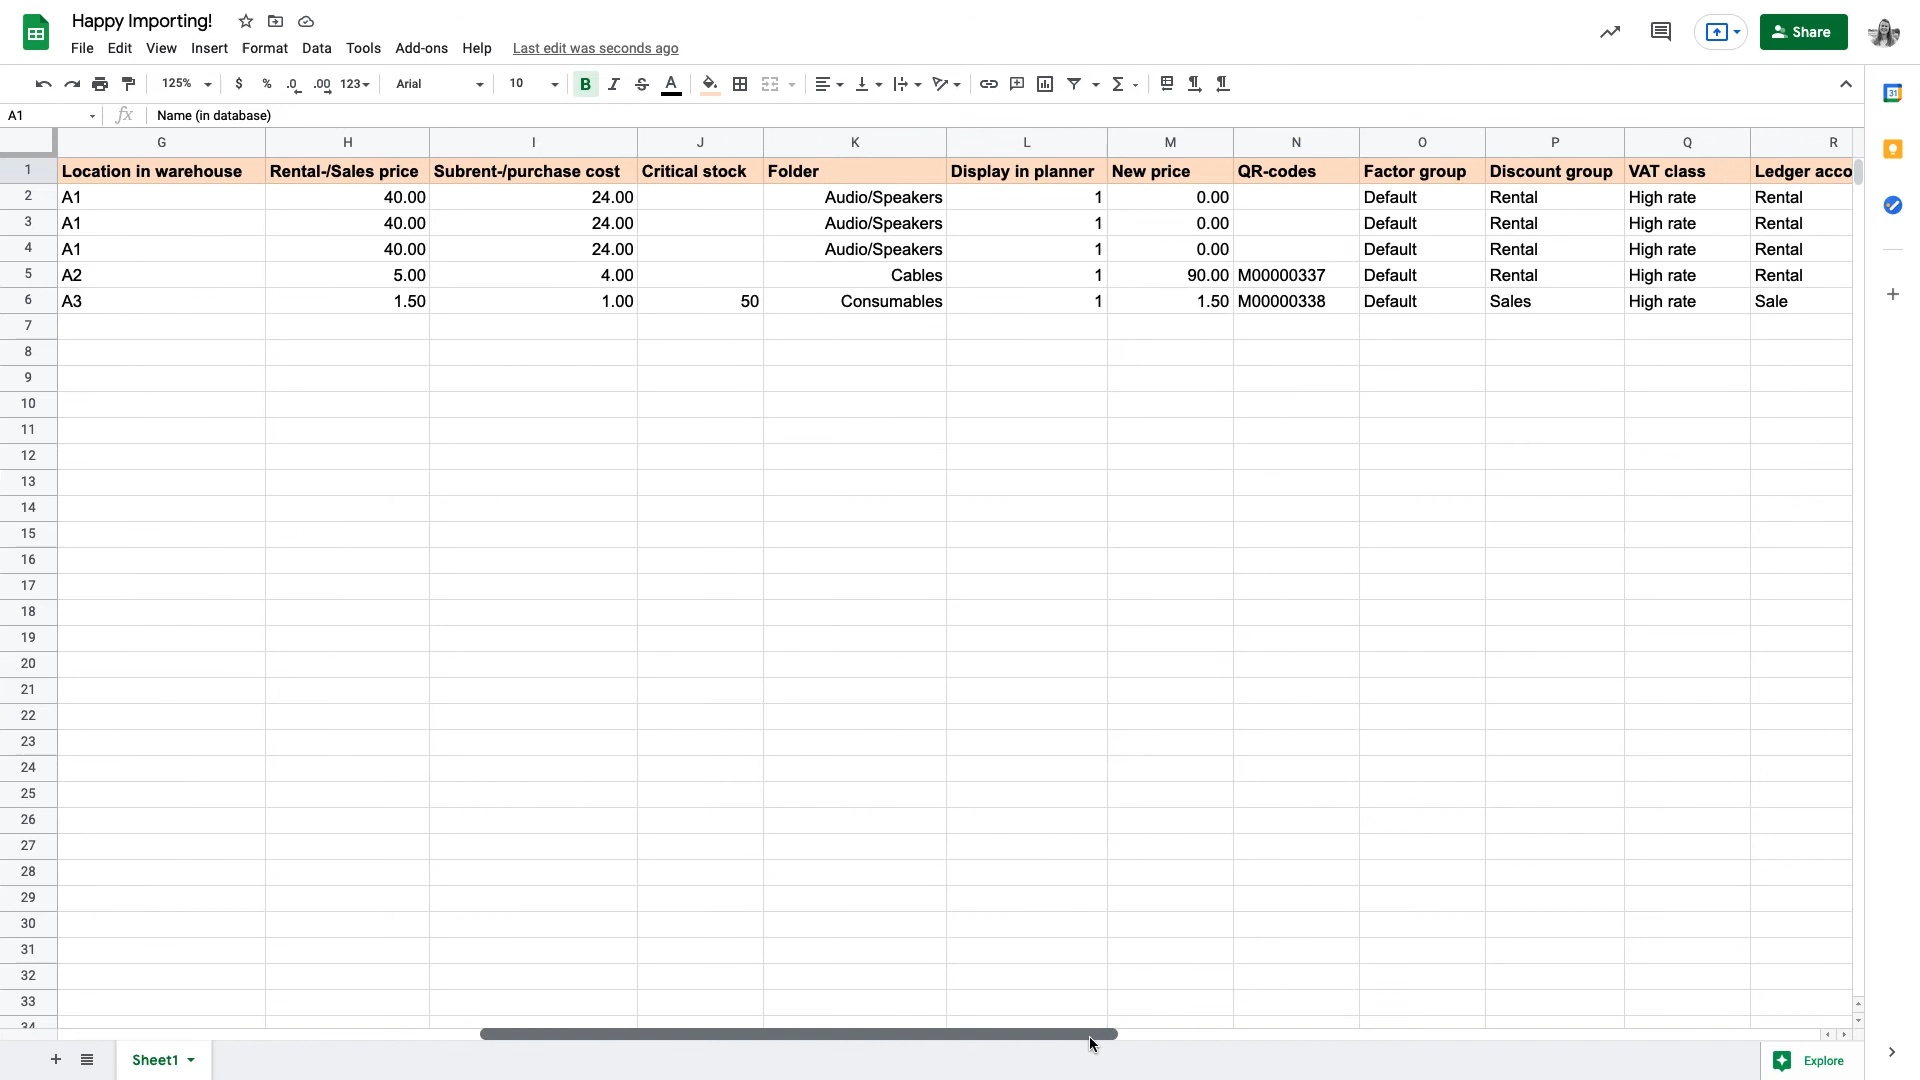 Happy Importing!
File Edit View Insert Format Data Tools Add-ons Help Last edit was seconds ago
Share
125% $ % .0 .00 123 Arial 10 B I S A
31
A1 fx Name (in database)
G H I J K L M N O P Q R
1 Location in warehouse Rental-/Sales price Subrent-/purchase cost Critical stock Folder Display in planner New price QR-codes Factor group Discount group VAT class Ledger acco
2 A1 40.00 24.00 Audio/Speakers 1 0.00 Default Rental High rate Rental
3 A1 40.00 24.00 Audio/Speakers 1 0.00 Default Rental High rate Rental
4 A1 40.00 24.00 Audio/Speakers 1 0.00 Default Rental High rate Rental
5 A2 5.00 4.00 Cables 1 90.00 M00000337 Default Rental High rate Rental
6 A3 1.50 1.00 50 Consumables 1 1.50 M00000338 Default Sales High rate Sale
7
8
9
10
11
12
13
14
15
16
17
18
19
20
21
22
23
24
25
26
27
28
29
30
31
32
33
34
Sheet1
Explore